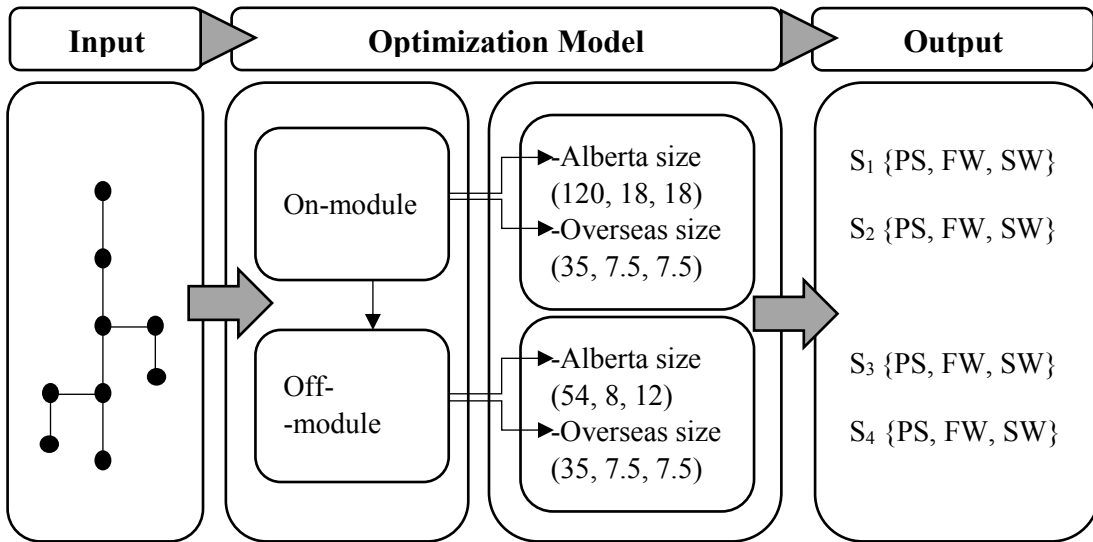 Input
Optimization Model
Output
On-module
-Alberta size
(120, 18, 18)
-Overseas size
(35, 7.5, 7.5)
Off-
-module
-Alberta size
(54, 8, 12)
-Overseas size
(35, 7.5, 7.5)
S₁ {PS, FW, SW}
S₂ {PS, FW, SW}
S₃ {PS, FW, SW}
S₄ {PS, FW, SW}